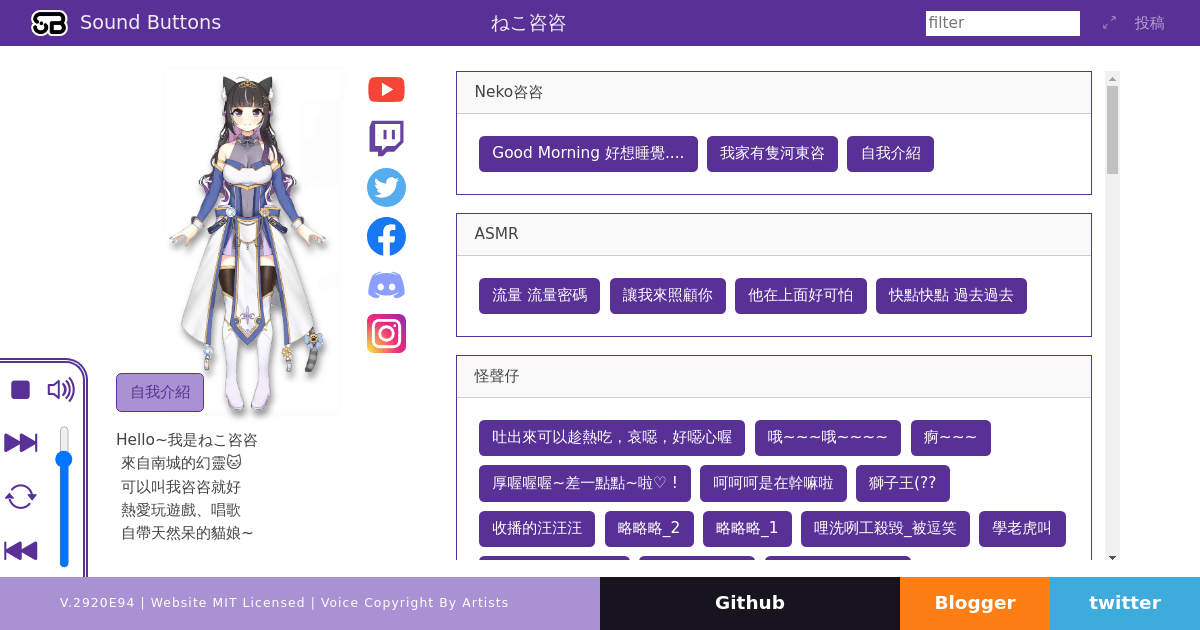 SB Sound Buttons
ねこ咨咨
filter
投稿
自我介紹
Hello~我是ねこ咨咨
來自南城的幻靈🐱
可以叫我咨咨就好
熱愛玩遊戲、唱歌
自帶天然呆的貓娘~
Neko咨咨
Good Morning 好想睡覺....
我家有隻河東咨
自我介紹
ASMR
流量 流量密碼
讓我來照顧你
他在上面好可怕
快點快點 過去過去
怪聲仔
吐出來可以趁熱吃，哀噁，好噁心喔
哦~~~哦~~~~
痾~~~
厚喔喔喔~差一點點~啦♡ !
呵呵呵是在幹嘛啦
獅子王(??
收播的汪汪汪
略略略_2
略略略_1
哩洗咧工殺毀_被逗笑
學老虎叫
V.2920E94 | Website MIT Licensed | Voice Copyright By Artists
Github
Blogger
twitter